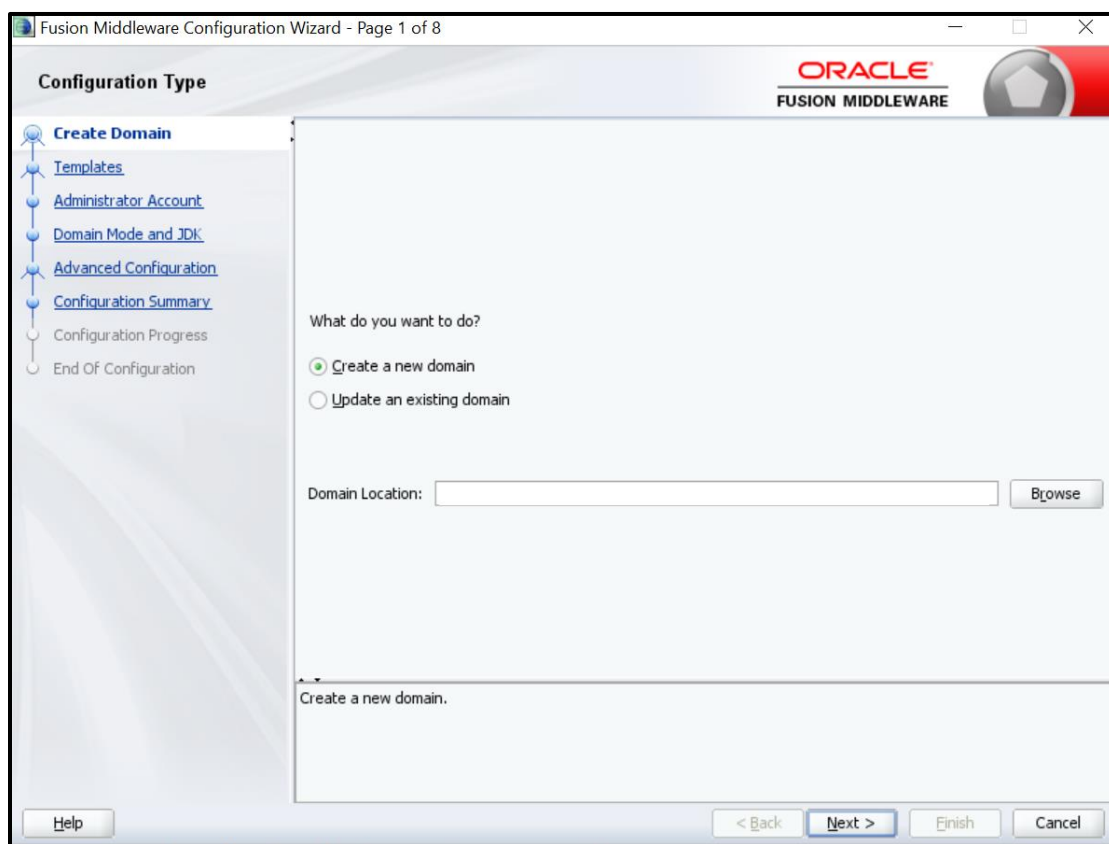 Fusion Middleware Configuration Wizard - Page 1 of 8
Configuration Type
ORACLE
FUSION MIDDLEWARE
Create Domain
Templates
Administrator Account
Domain Mode and JDK
Advanced Configuration
Configuration Summary
Configuration Progress
End Of Configuration
What do you want to do?
Create a new domain
Update an existing domain
Domain Location:
Browse
Create a new domain.
Help
< Back
Next >
Finish
Cancel